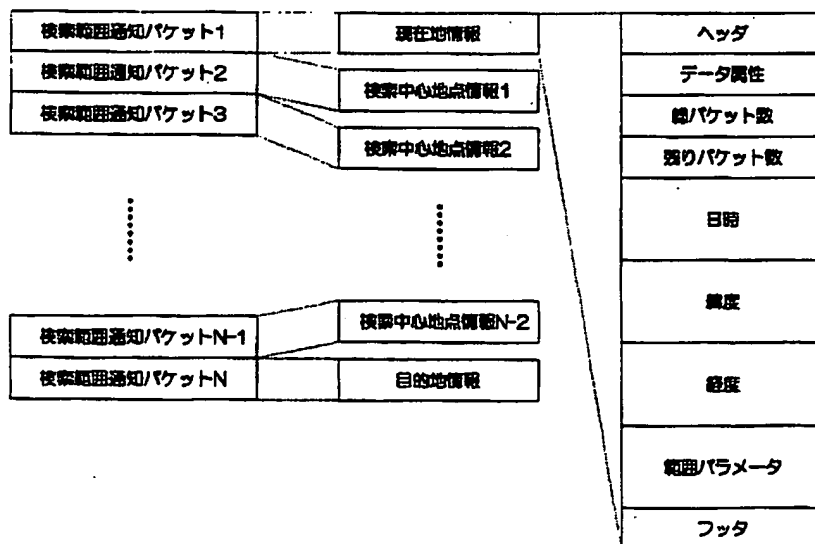 検索範囲通知パケット1
検索範囲通知パケット2
検索範囲通知パケット3
検索範囲通知パケットN-1
検索範囲通知パケットN
現在地情報
検索中心地点情報1
検索中心地点情報2
検索中心地点情報N-2
目的地情報
ヘッダ
データ属性
総パケット数
残りパケット数
日時
緯度
経度
範囲パラメータ
フッタ